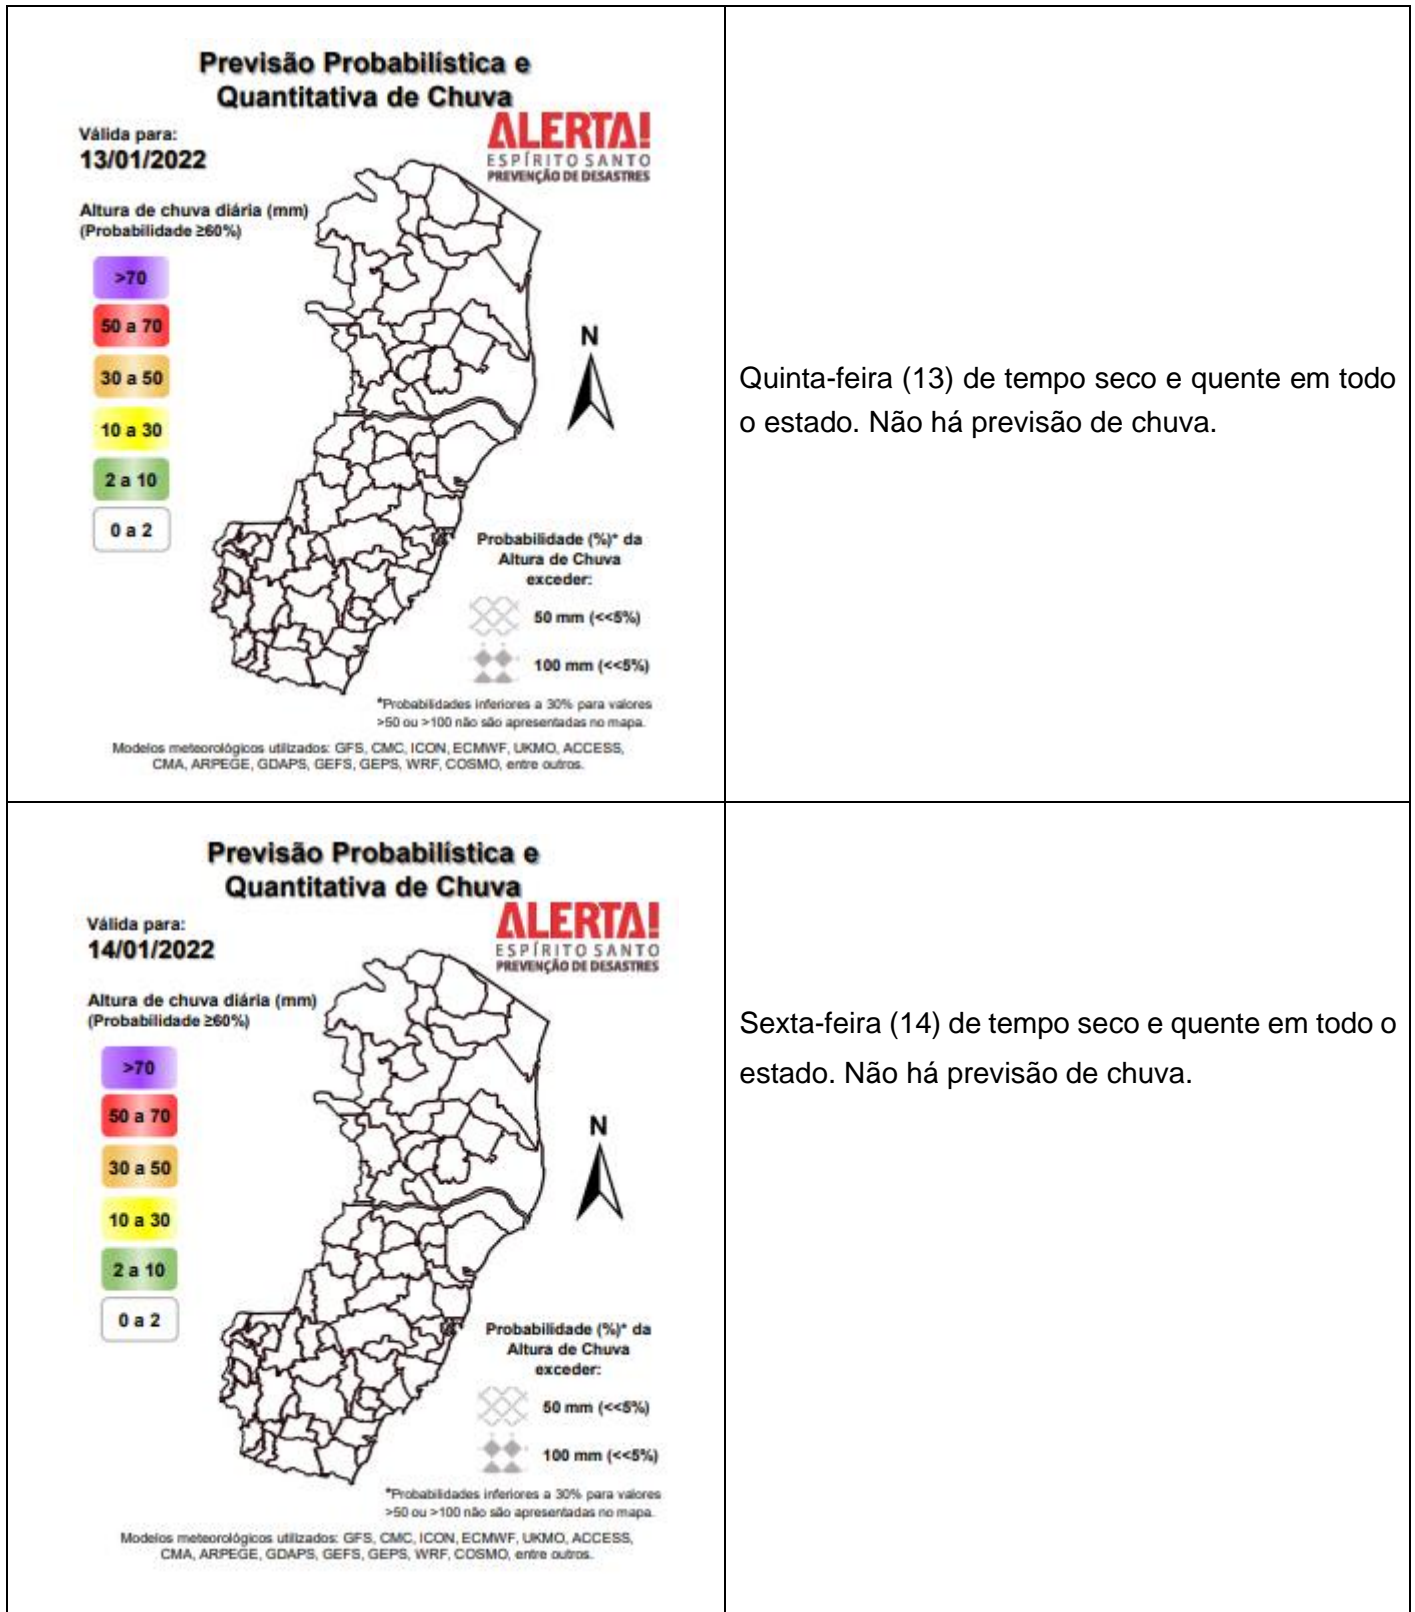 Previsão Probabilística e
Quantitativa de Chuva
ALERTA!
ESPÍRITO SANTO
PREVENÇÃO DE DESASTRES
Válida para:
13/01/2022
Altura de chuva diária (mm)
(Probabilidade ≥60%)
>70
50 a 70
30 a 50
10 a 30
2 a 10
0 a 2
N
Probabilidade (%)* da
Altura de Chuva
exceder:
50 mm (<<5%)
100 mm (<<5%)
*Probabilidades inferiores a 30% para valores
>50 ou >100 não são apresentadas no mapa.
Modelos meteorológicos utilizados: GFS, CMC, ICON, ECMWF, UKMO, ACCESS,
CMA, ARPEGE, GDAPS, GEFS, GEPS, WRF, COSMO, entre outros.
Quinta-feira (13) de tempo seco e quente em todo
o estado. Não há previsão de chuva.
Previsão Probabilística e
Quantitativa de Chuva
ALERTA!
ESPÍRITO SANTO
PREVENÇÃO DE DESASTRES
Válida para:
14/01/2022
Altura de chuva diária (mm)
(Probabilidade ≥60%)
>70
50 a 70
30 a 50
10 a 30
2 a 10
0 a 2
N
Probabilidade (%)* da
Altura de Chuva
exceder:
50 mm (<<5%)
100 mm (<<5%)
*Probabilidades inferiores a 30% para valores
>50 ou >100 não são apresentadas no mapa.
Modelos meteorológicos utilizados: GFS, CMC, ICON, ECMWF, UKMO, ACCESS,
CMA, ARPEGE, GDAPS, GEFS, GEPS, WRF, COSMO, entre outros.
Sexta-feira (14) de tempo seco e quente em todo o
estado. Não há previsão de chuva.